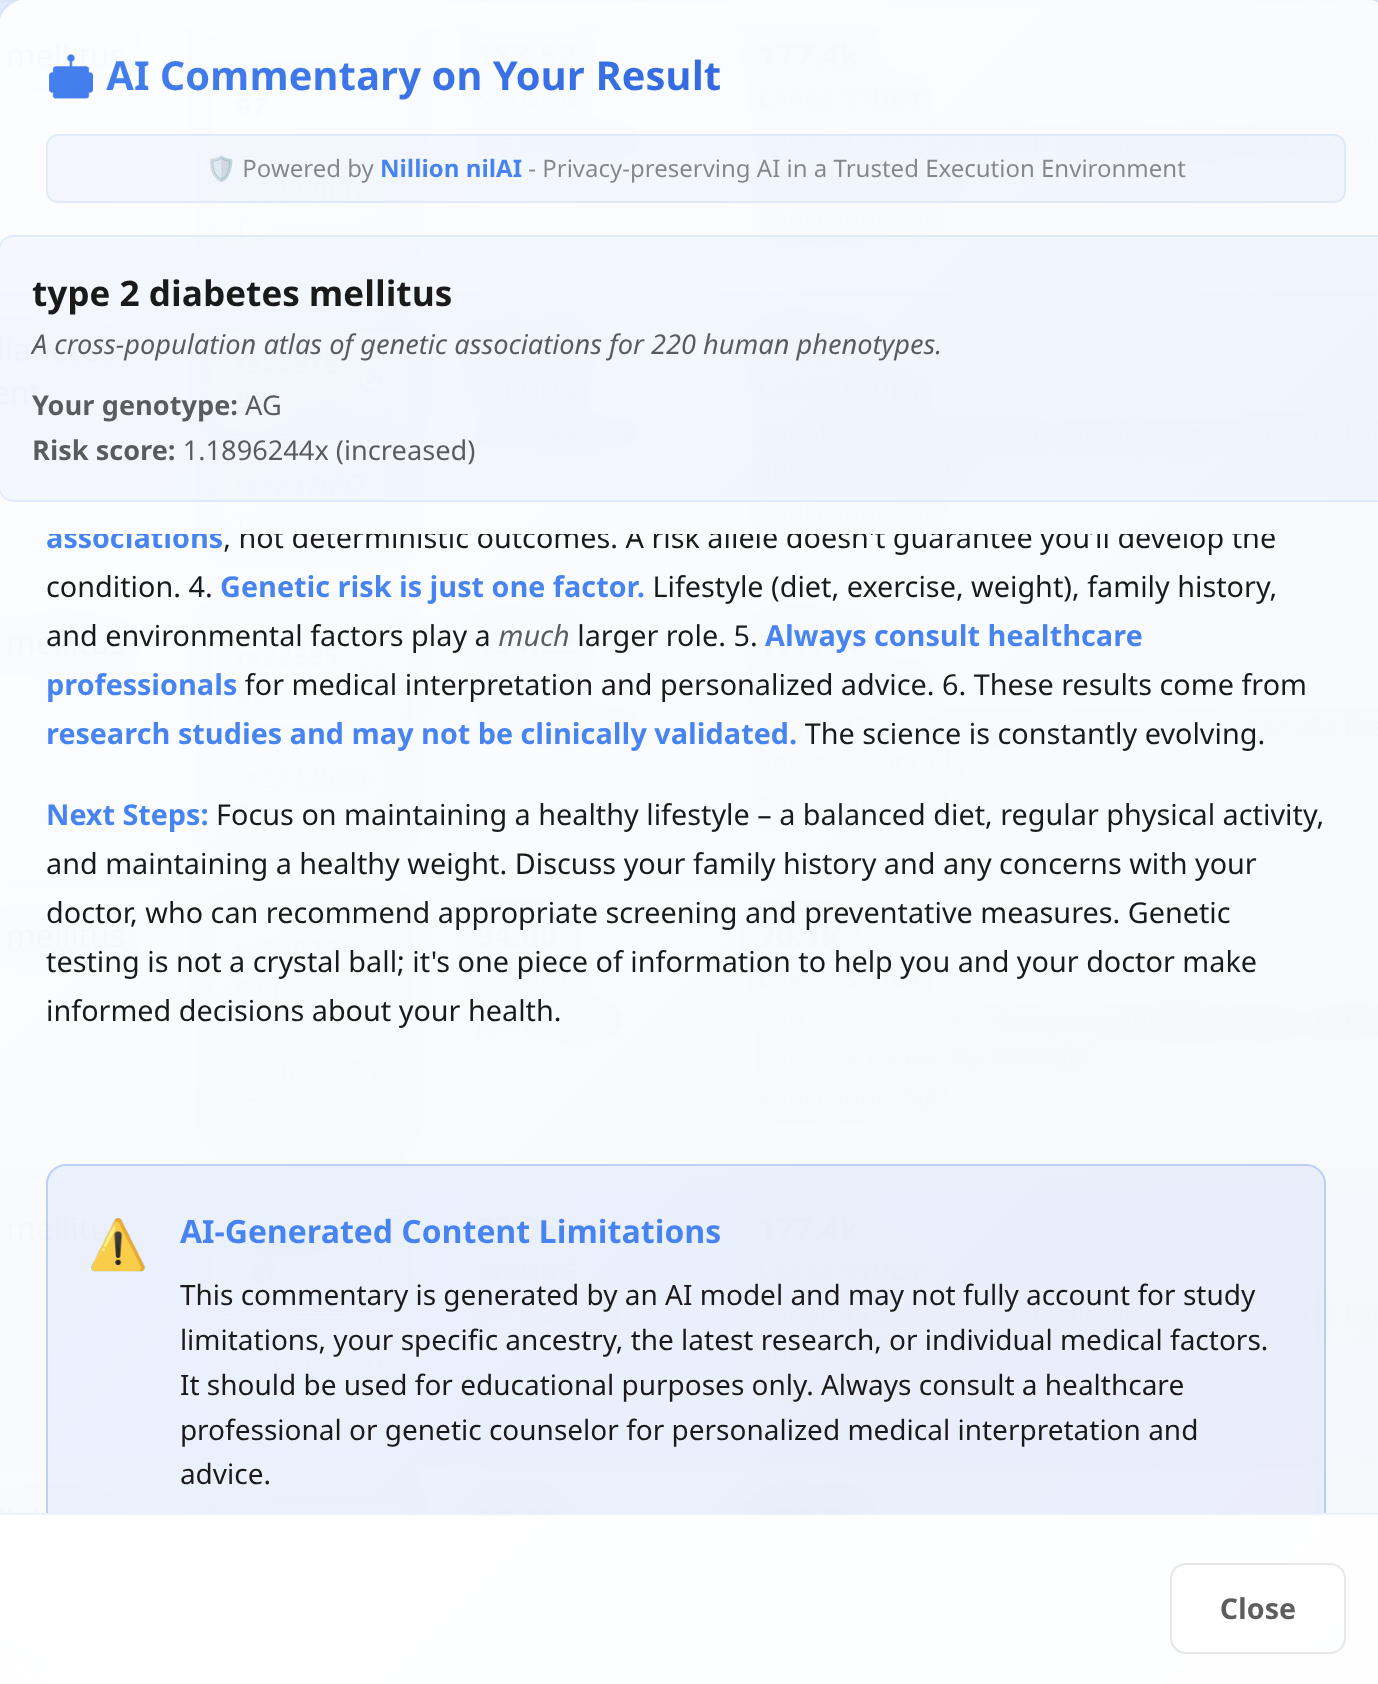 AI Commentary on Your Result
Powered by Nillion nilAI - Privacy-preserving AI in a Trusted Execution Environment
type 2 diabetes mellitus
A cross-population atlas of genetic associations for 220 human phenotypes.
Your genotype: AG
Risk score: 1.1896244x (increased)
associations, not deterministic outcomes. A risk allele doesn't guarantee you'll develop the
condition. 4. Genetic risk is just one factor. Lifestyle (diet, exercise, weight), family history,
and environmental factors play a much larger role. 5. Always consult healthcare
professionals for medical interpretation and personalized advice. 6. These results come from
research studies and may not be clinically validated. The science is constantly evolving.
Next Steps: Focus on maintaining a healthy lifestyle – a balanced diet, regular physical activity,
and maintaining a healthy weight. Discuss your family history and any concerns with your
doctor, who can recommend appropriate screening and preventative measures. Genetic
testing is not a crystal ball; it's one piece of information to help you and your doctor make
informed decisions about your health.
AI-Generated Content Limitations
This commentary is generated by an AI model and may not fully account for study
limitations, your specific ancestry, the latest research, or individual medical factors.
It should be used for educational purposes only. Always consult a healthcare
professional or genetic counselor for personalized medical interpretation and
advice.
Close